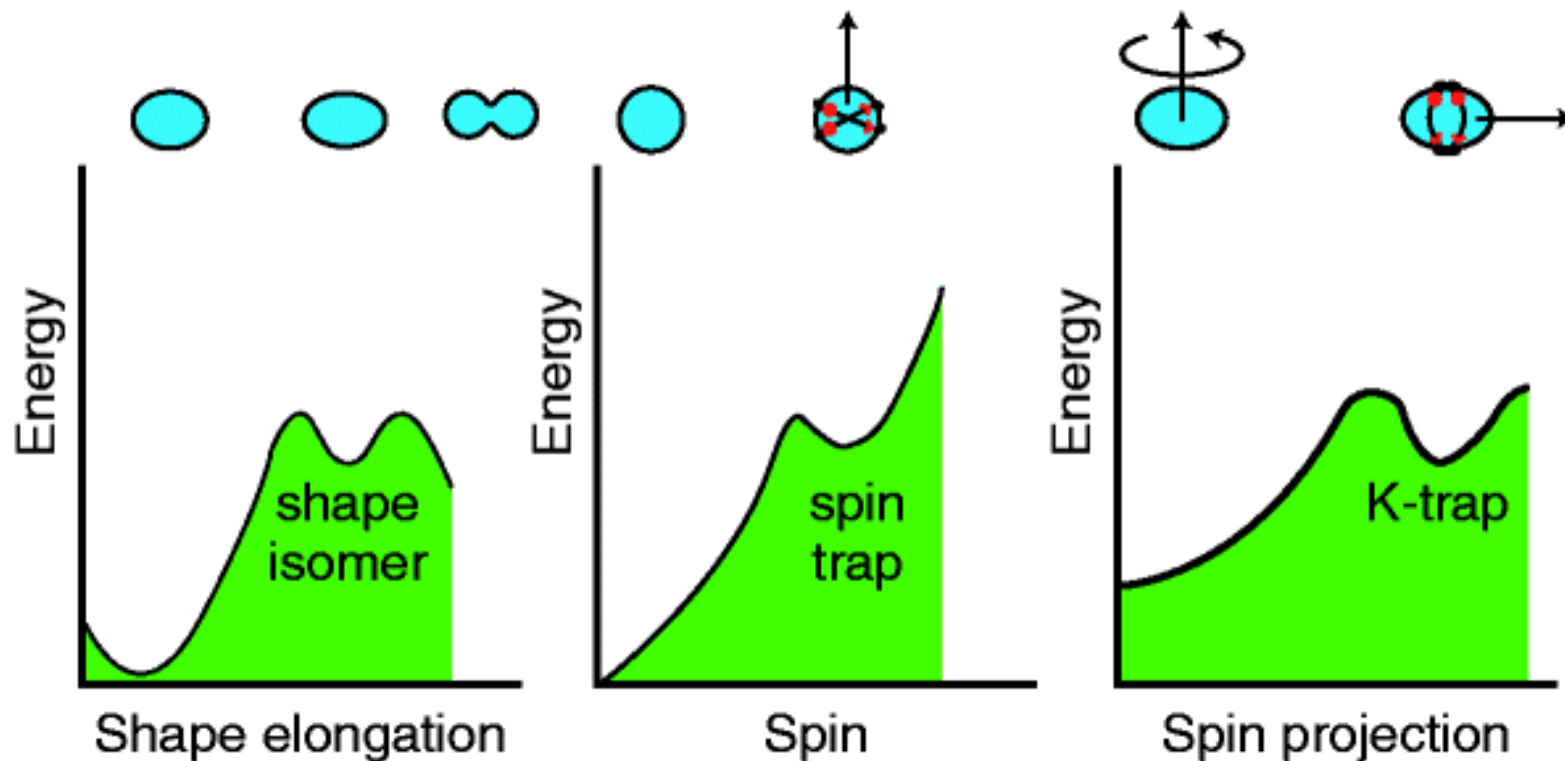 Energy
shape
isomer
Shape elongation
Energy
spin
trap
Spin
Energy
K-trap
Spin projection